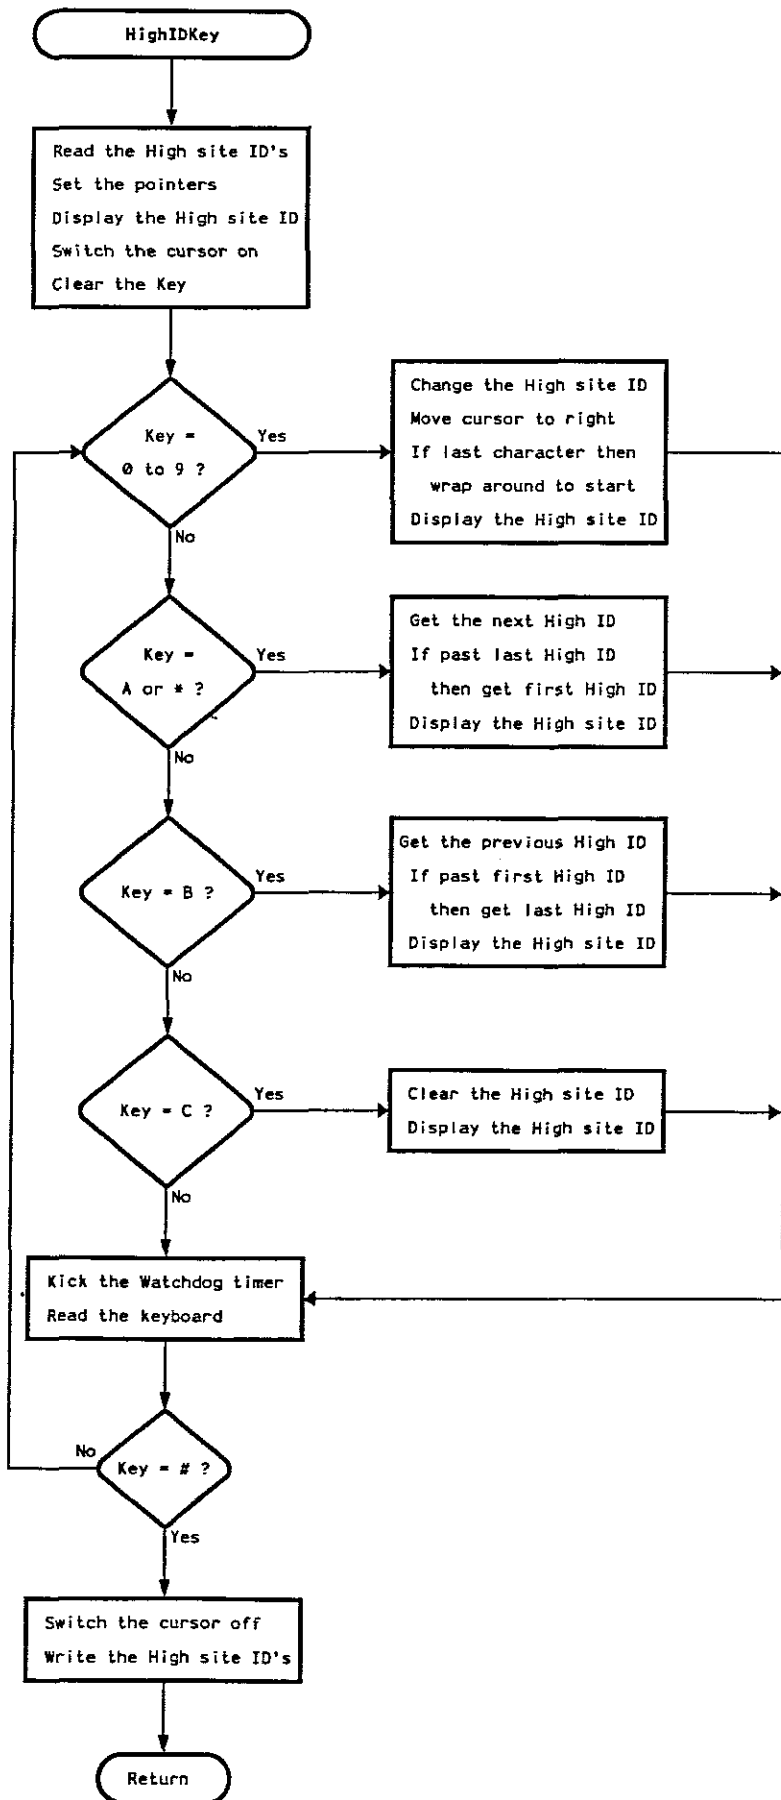 HighIDKey
Read the High site ID's
Set the pointers
Display the High site ID
Switch the cursor on
Clear the Key
Key =
0 to 9 ?
Yes
No
Change the High site ID
Move cursor to right
If last character then
wrap around to start
Display the High site ID
Key =
A or * ?
Yes
No
Get the next High ID
If past last High ID
then get first High ID
Display the High site ID
Key = B ?
Yes
No
Get the previous High ID
If past first High ID
then get last High ID
Display the High site ID
Key = C ?
Yes
No
Clear the High site ID
Display the High site ID
Kick the Watchdog timer
Read the keyboard
No
Key = # ?
Yes
Switch the cursor off
Write the High site ID's
Return